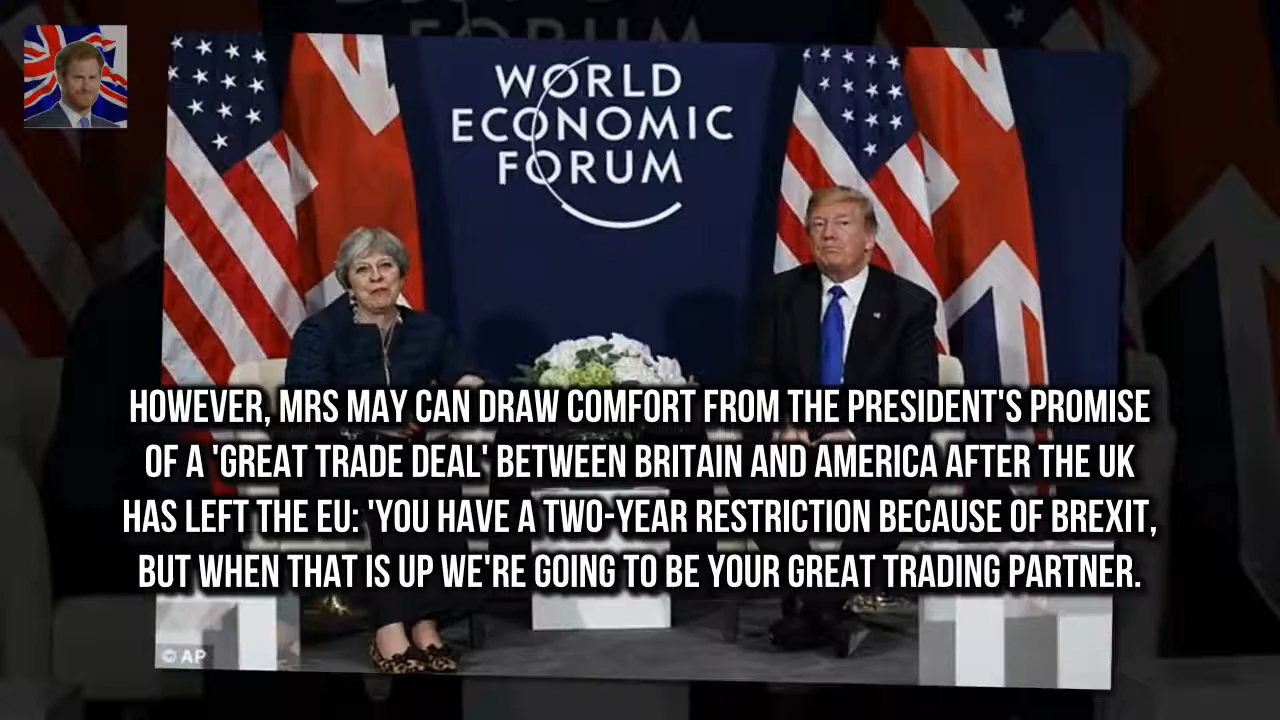 WORLD
ECONOMIC
FORUM
HOWEVER, MRS MAY CAN DRAW COMFORT FROM THE PRESIDENT'S PROMISE
OF A 'GREAT TRADE DEAL' BETWEEN BRITAIN AND AMERICA AFTER THE UK
HAS LEFT THE EU: 'YOU HAVE A TWO-YEAR RESTRICTION BECAUSE OF BREXIT,
BUT WHEN THAT IS UP WE'RE GOING TO BE YOUR GREAT TRADING PARTNER.
© AP